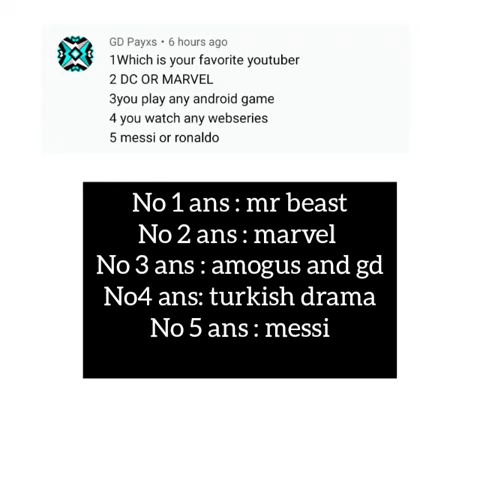 GD Payxs • 6 hours ago
1Which is your favorite youtuber
2 DC OR MARVEL
3you play any android game
4 you watch any webseries
5 messi or ronaldo
No 1 ans : mr beast
No 2 ans : marvel
No 3 ans : amogus and gd
No4 ans: turkish drama
No 5 ans : messi